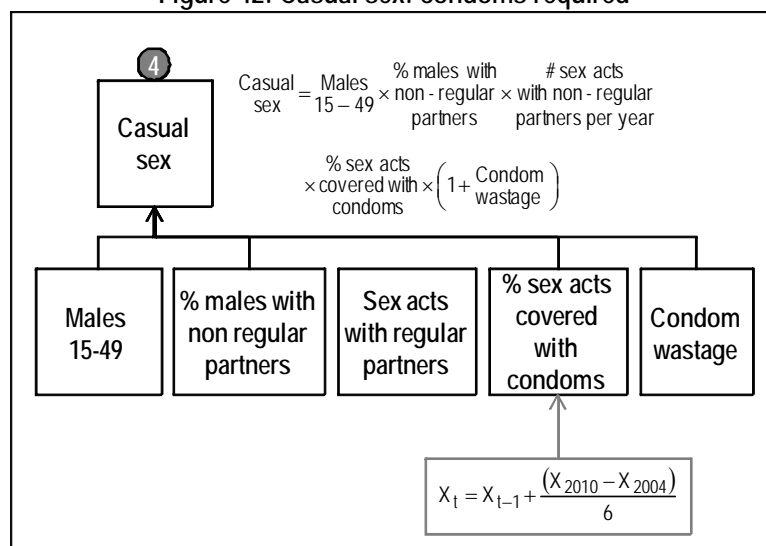 Figure 42: Casual sex: condoms required
4
Casual
sex
Casual sex = Males 15 – 49 × % males with non - regular partners × # sex acts with non - regular partners per year
× % sex acts covered with condoms × (1 + Condom wastage)
Males
15-49
% males with
non regular
partners
Sex acts
with regular
partners
% sex acts
covered
with
condoms
Condom
wastage
X_t = X_{t-1} + (X_2010 − X_2004) / 6